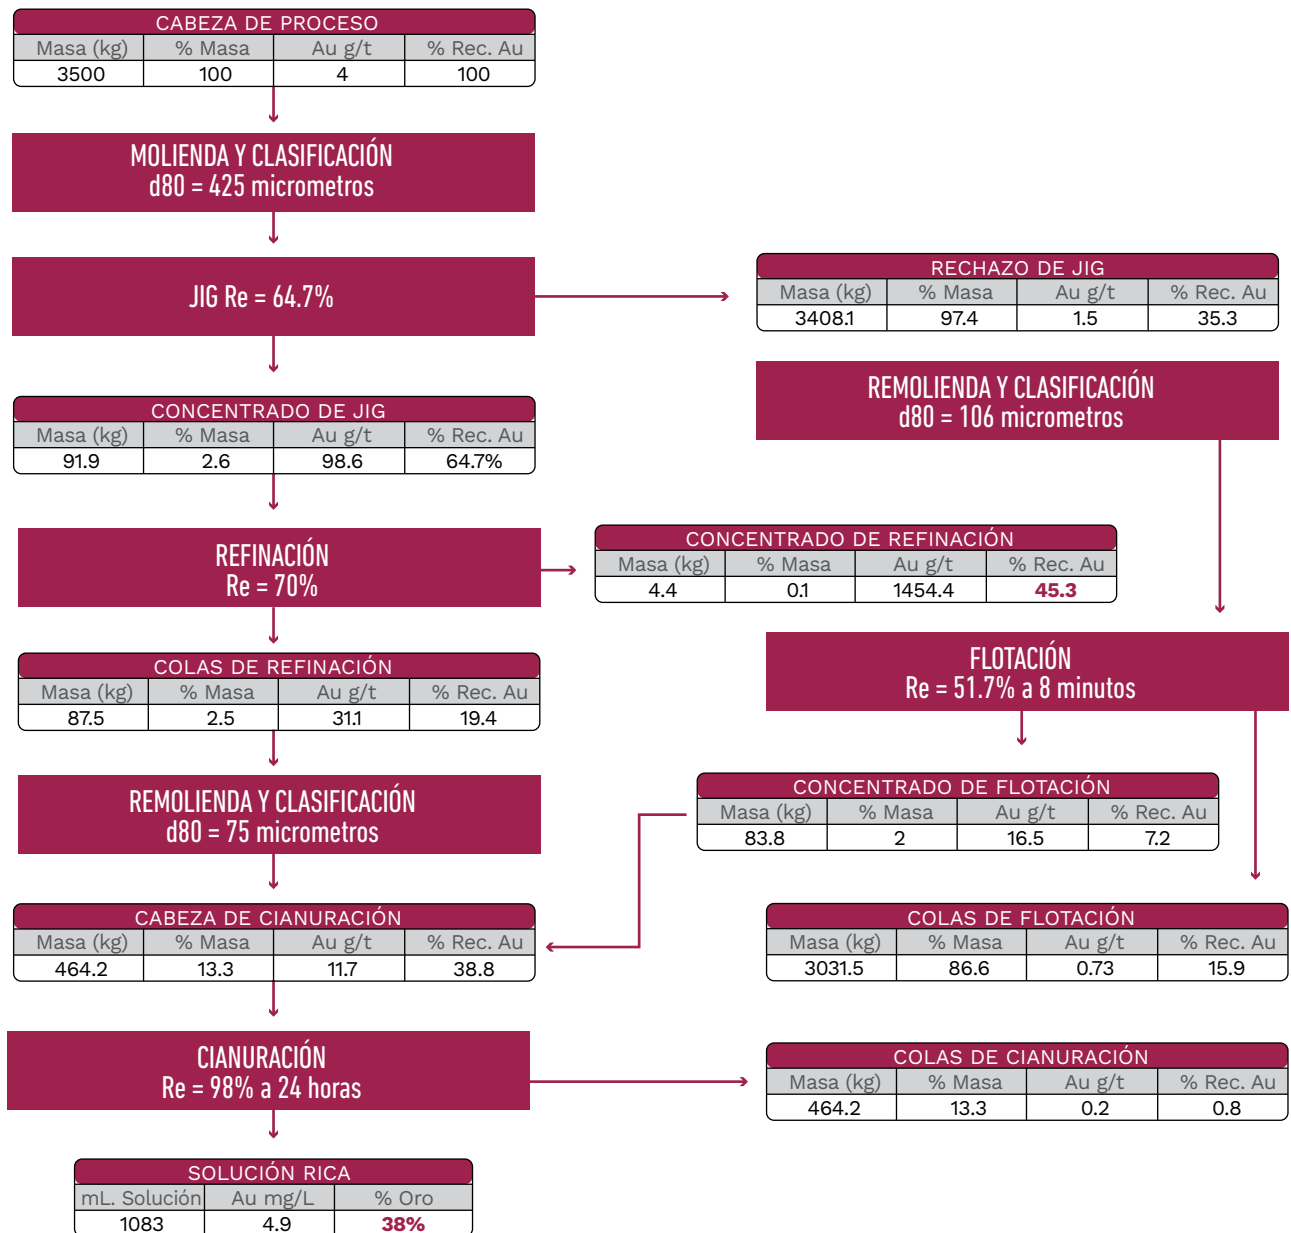 CABEZA DE PROCESO
Masa (kg) % Masa Au g/t % Rec. Au
3500 100 4 100
MOLIENDA Y CLASIFICACIÓN
d80 = 425 micrometros
JIG Re = 64.7%
RECHAZO DE JIG
Masa (kg) % Masa Au g/t % Rec. Au
3408.1 97.4 1.5 35.3
REMOLIENDA Y CLASIFICACIÓN
d80 = 106 micrometros
CONCENTRADO DE JIG
Masa (kg) % Masa Au g/t % Rec. Au
91.9 2.6 98.6 64.7%
REFINACIÓN
Re = 70%
CONCENTRADO DE REFINACIÓN
Masa (kg) % Masa Au g/t % Rec. Au
4.4 0.1 1454.4 45.3
COLAS DE REFINACIÓN
Masa (kg) % Masa Au g/t % Rec. Au
87.5 2.5 31.1 19.4
FLOTACIÓN
Re = 51.7% a 8 minutos
REMOLIENDA Y CLASIFICACIÓN
d80 = 75 micrometros
CONCENTRADO DE FLOTACIÓN
Masa (kg) % Masa Au g/t % Rec. Au
83.8 2 16.5 7.2
CABEZA DE CIANURACIÓN
Masa (kg) % Masa Au g/t % Rec. Au
464.2 13.3 11.7 38.8
COLAS DE FLOTACIÓN
Masa (kg) % Masa Au g/t % Rec. Au
3031.5 86.6 0.73 15.9
CIANURACIÓN
Re = 98% a 24 horas
COLAS DE CIANURACIÓN
Masa (kg) % Masa Au g/t % Rec. Au
464.2 13.3 0.2 0.8
SOLUCIÓN RICA
mL. Solución Au mg/L % Oro
1083 4.9 38%